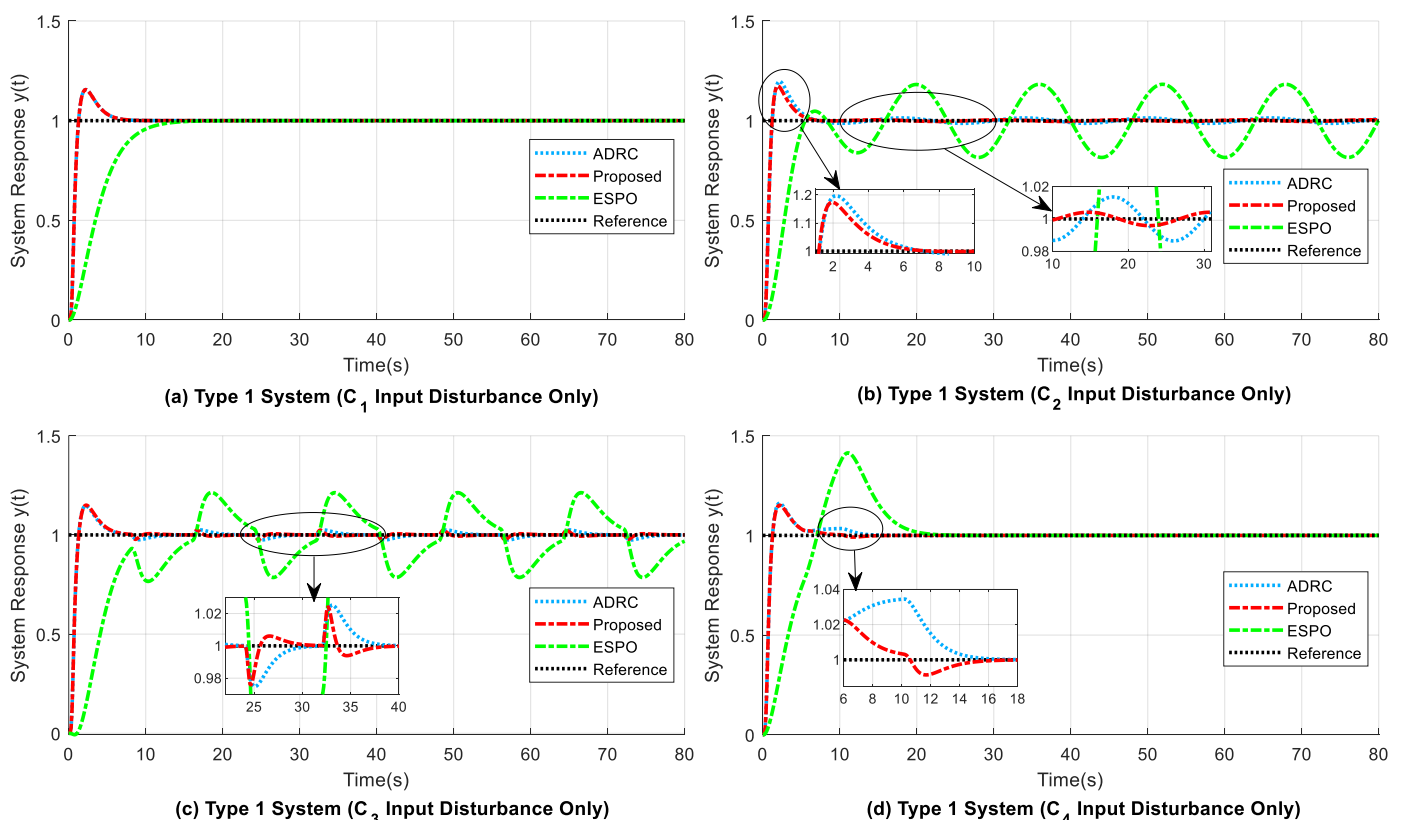 1.5
1
0.5
0
System Response y(t)
0 10 20 30 40 50 60 70 80
Time(s)
ADRC
Proposed
ESPO
Reference
(a) Type 1 System (C1 Input Disturbance Only)
1.5
1
0.5
0
System Response y(t)
0 10 20 30 40 50 60 70 80
Time(s)
1.2
1.1
1
2 4 6 8 10
1.02
1
0.98
10 20 30
ADRC
Proposed
ESPO
Reference
(b) Type 1 System (C2 Input Disturbance Only)
1.5
1
0.5
0
System Response y(t)
0 10 20 30 40 50 60 70 80
Time(s)
1.02
1
0.98
25 30 35 40
ADRC
Proposed
ESPO
Reference
(c) Type 1 System (C3 Input Disturbance Only)
1.5
1
0.5
0
System Response y(t)
0 10 20 30 40 50 60 70 80
Time(s)
1.04
1.02
1
6 8 10 12 14 16 18
ADRC
Proposed
ESPO
Reference
(d) Type 1 System (C4 Input Disturbance Only)